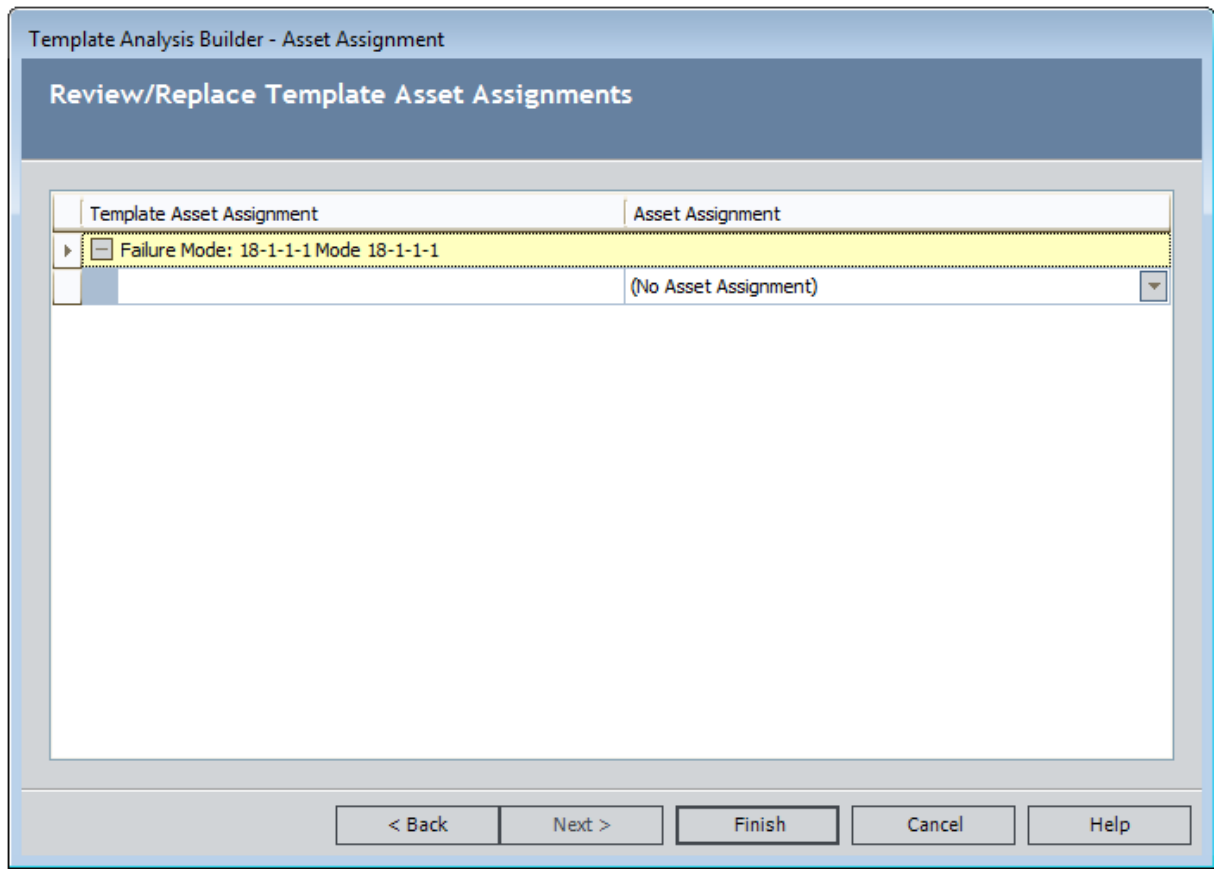 Template Analysis Builder - Asset Assignment
Review/Replace Template Asset Assignments
Template Asset Assignment Asset Assignment
Failure Mode: 18-1-1-1 Mode 18-1-1-1
(No Asset Assignment)
< Back Next > Finish Cancel Help